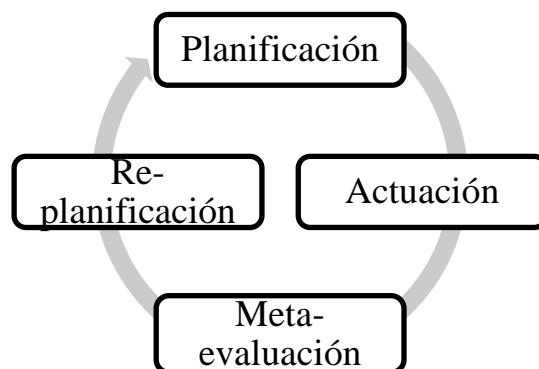 Planificación
Actuación
Meta-
evaluación
Re-
planificación